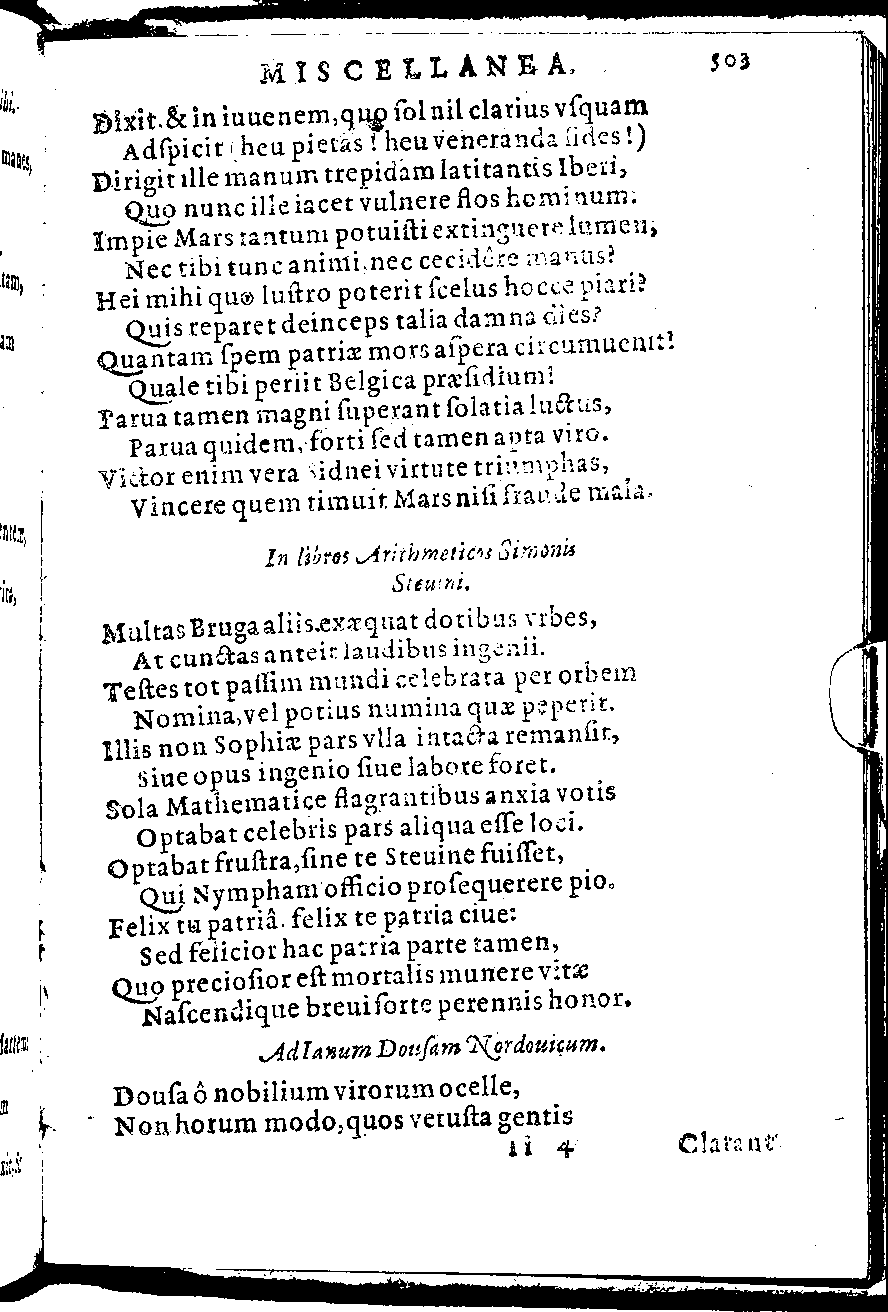 MISCELLANEA. 503
Dixit. & in iuuenem, quo ſol nil clarius vſquam
Adſpicit (heu pietas! heu veneranda fides!)
Dirigit ille manum trepidam latitantis Iberi,
Quo nunc ille iacet vulnere flos hominum.
Impie Mars tantum potuiſti extinguere lumen;
Nec tibi tunc animi, nec cecidêre manus?
Hei mihi quo luſtro poterit ſcelus hocce piari?
Quis reparet deinceps talia damna dies?
Quantam ſpem patriæ mors aſpera circumuenit!
Quale tibi periit Belgica præſidium!
Parua tamen magni ſuperant ſolatia luctus,
Parua quidem, forti ſed tamen apta viro.
Victor enim vera Sidnei virtute triumphas,
Vincere quem timuit Mars niſi fraude mala.
In libros Arithmeticos Simonis
Steuini.
Multas Bruga aliis exæquat dotibus vrbes,
At cunctas anteit laudibus ingenii.
Teſtes tot paſſim mundi celebrata per orbem
Nomina, vel potius numina quæ peperit.
Illis non Sophiæ pars vlla intacta remanſit,
Siue opus ingenio ſiue labore foret.
Sola Mathematice flagrantibus anxia votis
Optabat celebris pars aliqua eſſe loci.
Optabat fruſtra, ſine te Steuine fuiſſet,
Qui Nympham officio proſequerere pio.
Felix tu patriâ. felix te patria ciue:
Sed felicior hac patria parte tamen,
Quo precioſior eſt mortalis munere vitæ
Naſcendique breui ſorte perennis honor.
Ad Ianum Douſam Nordouicum.
Douſa ô nobilium virorum ocelle,
Non horum modo, quos vetuſta gentis
Ii 4 Clarant